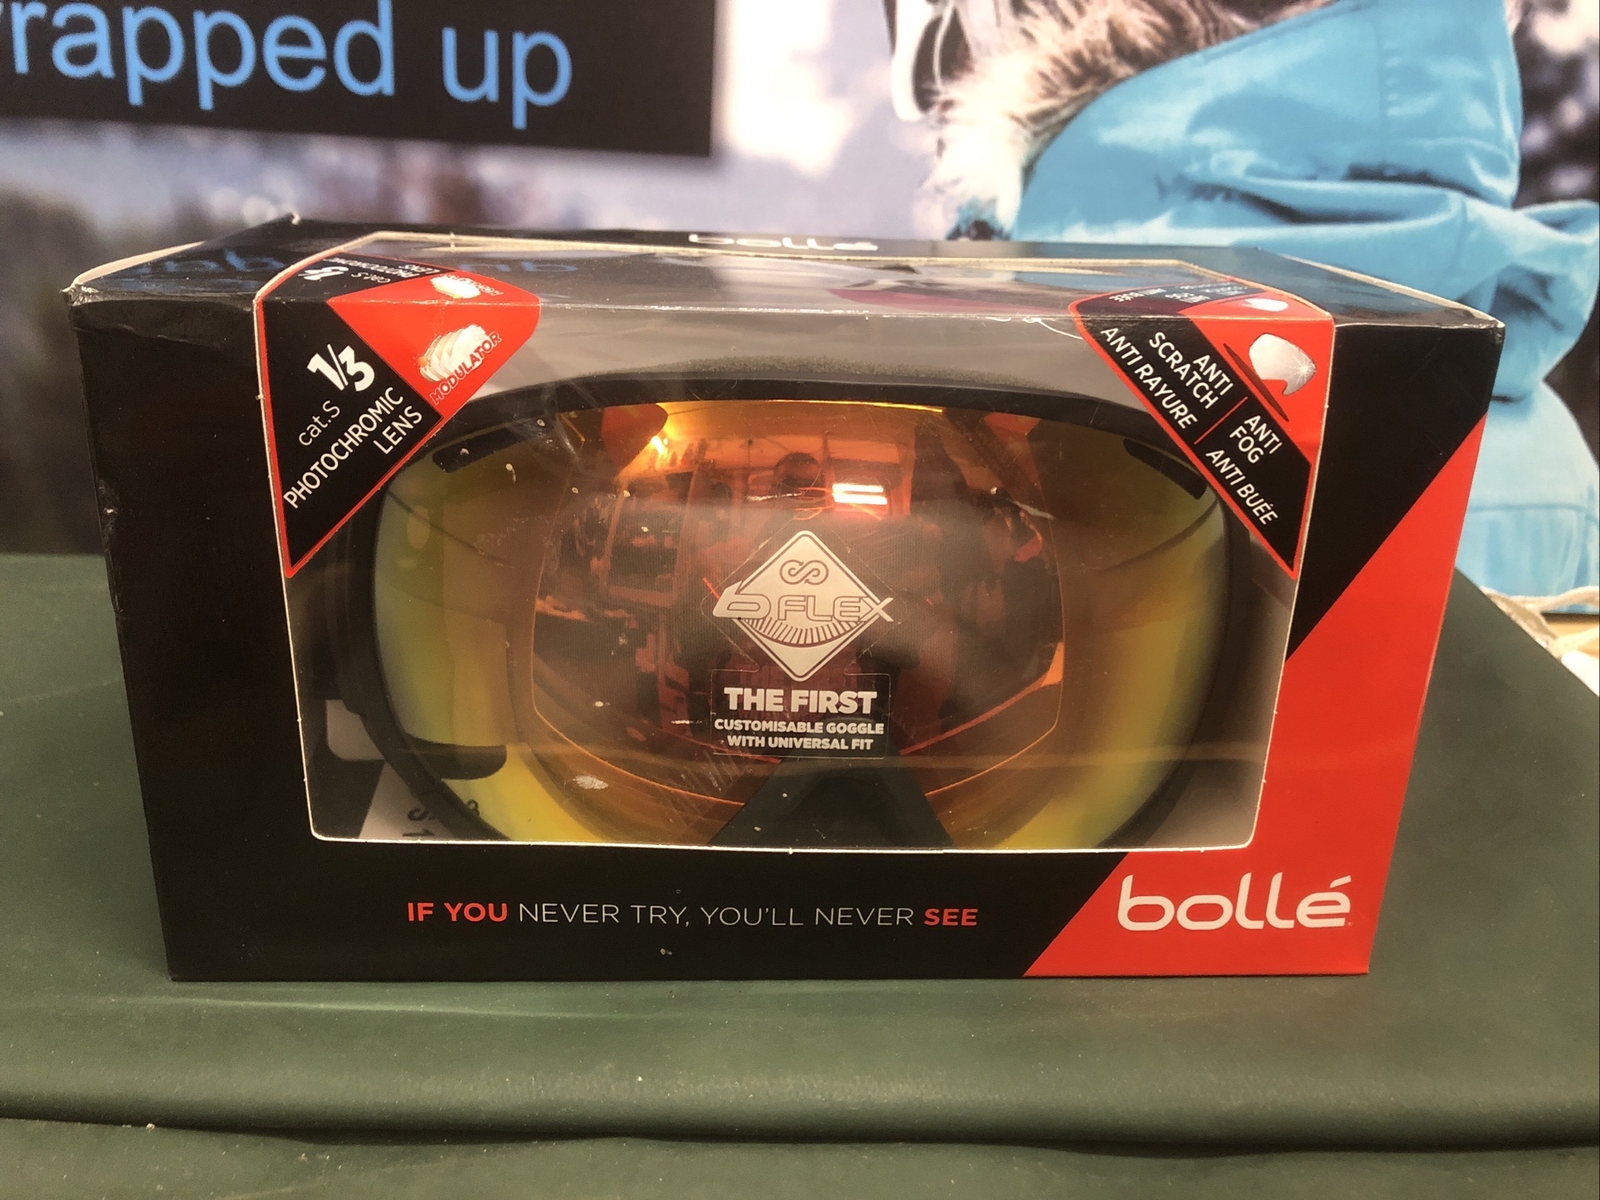 rapped up
bollé
1/3
cat.S
PHOTOCHROMIC
LENS
MODULATOR
ANTI
SCRATCH
ANTI RAYURE
ANTI
FOG
ANTI BUÉE
B FLEX
THE FIRST
CUSTOMISABLE GOGGLE
WITH UNIVERSAL FIT
IF YOU NEVER TRY, YOU'LL NEVER SEE
bollé